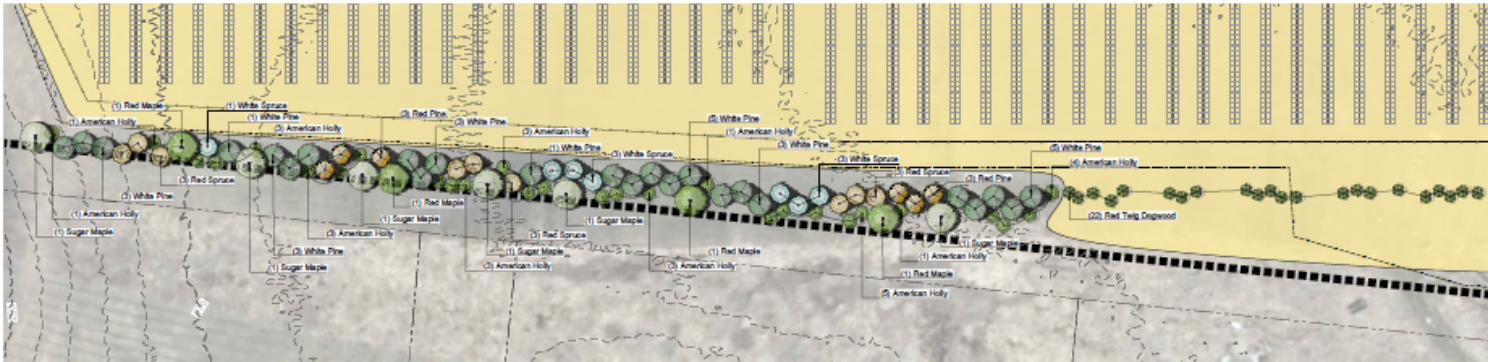 (1) Red Maple
(1) White Spruce
(1) American Holly
(1) White Pine
(3) American Holly
(3) Red Pine
(3) White Pine
(3) American Holly
(1) White Pine
(3) White Spruce
(5) White Pine
(1) American Holly
(3) White Pine
(3) White Spruce
(3) Red Spruce
(3) Red Pine
(5) White Pine
(4) American Holly
(3) Red Spruce
(3) White Pine
(1) American Holly
(1) Sugar Maple
(1) Red Maple
(1) Sugar Maple
(3) American Holly
(3) White Pine
(1) Sugar Maple
(1) Sugar Maple
(3) Red Spruce
(1) Sugar Maple
(3) American Holly
(1) Red Maple
(3) American Holly
(22) Red Twig Dogwood
(1) Sugar Maple
(1) American Holly
(1) Red Maple
(5) American Holly